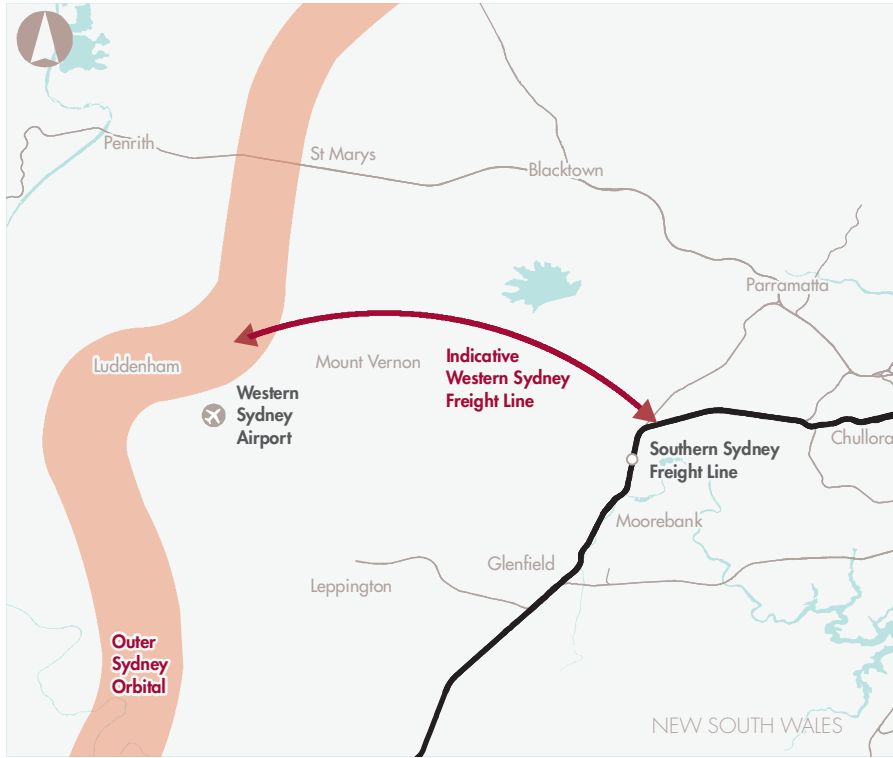 Penrith
St Marys
Blacktown
Parramatta
Luddenham
Mount Vernon
Indicative
Western Sydney
Freight Line
Western
Sydney
Airport
Chullora
Southern Sydney
Freight Line
Moorebank
Glenfield
Leppington
Outer
Sydney
Orbital
NEW SOUTH WALES